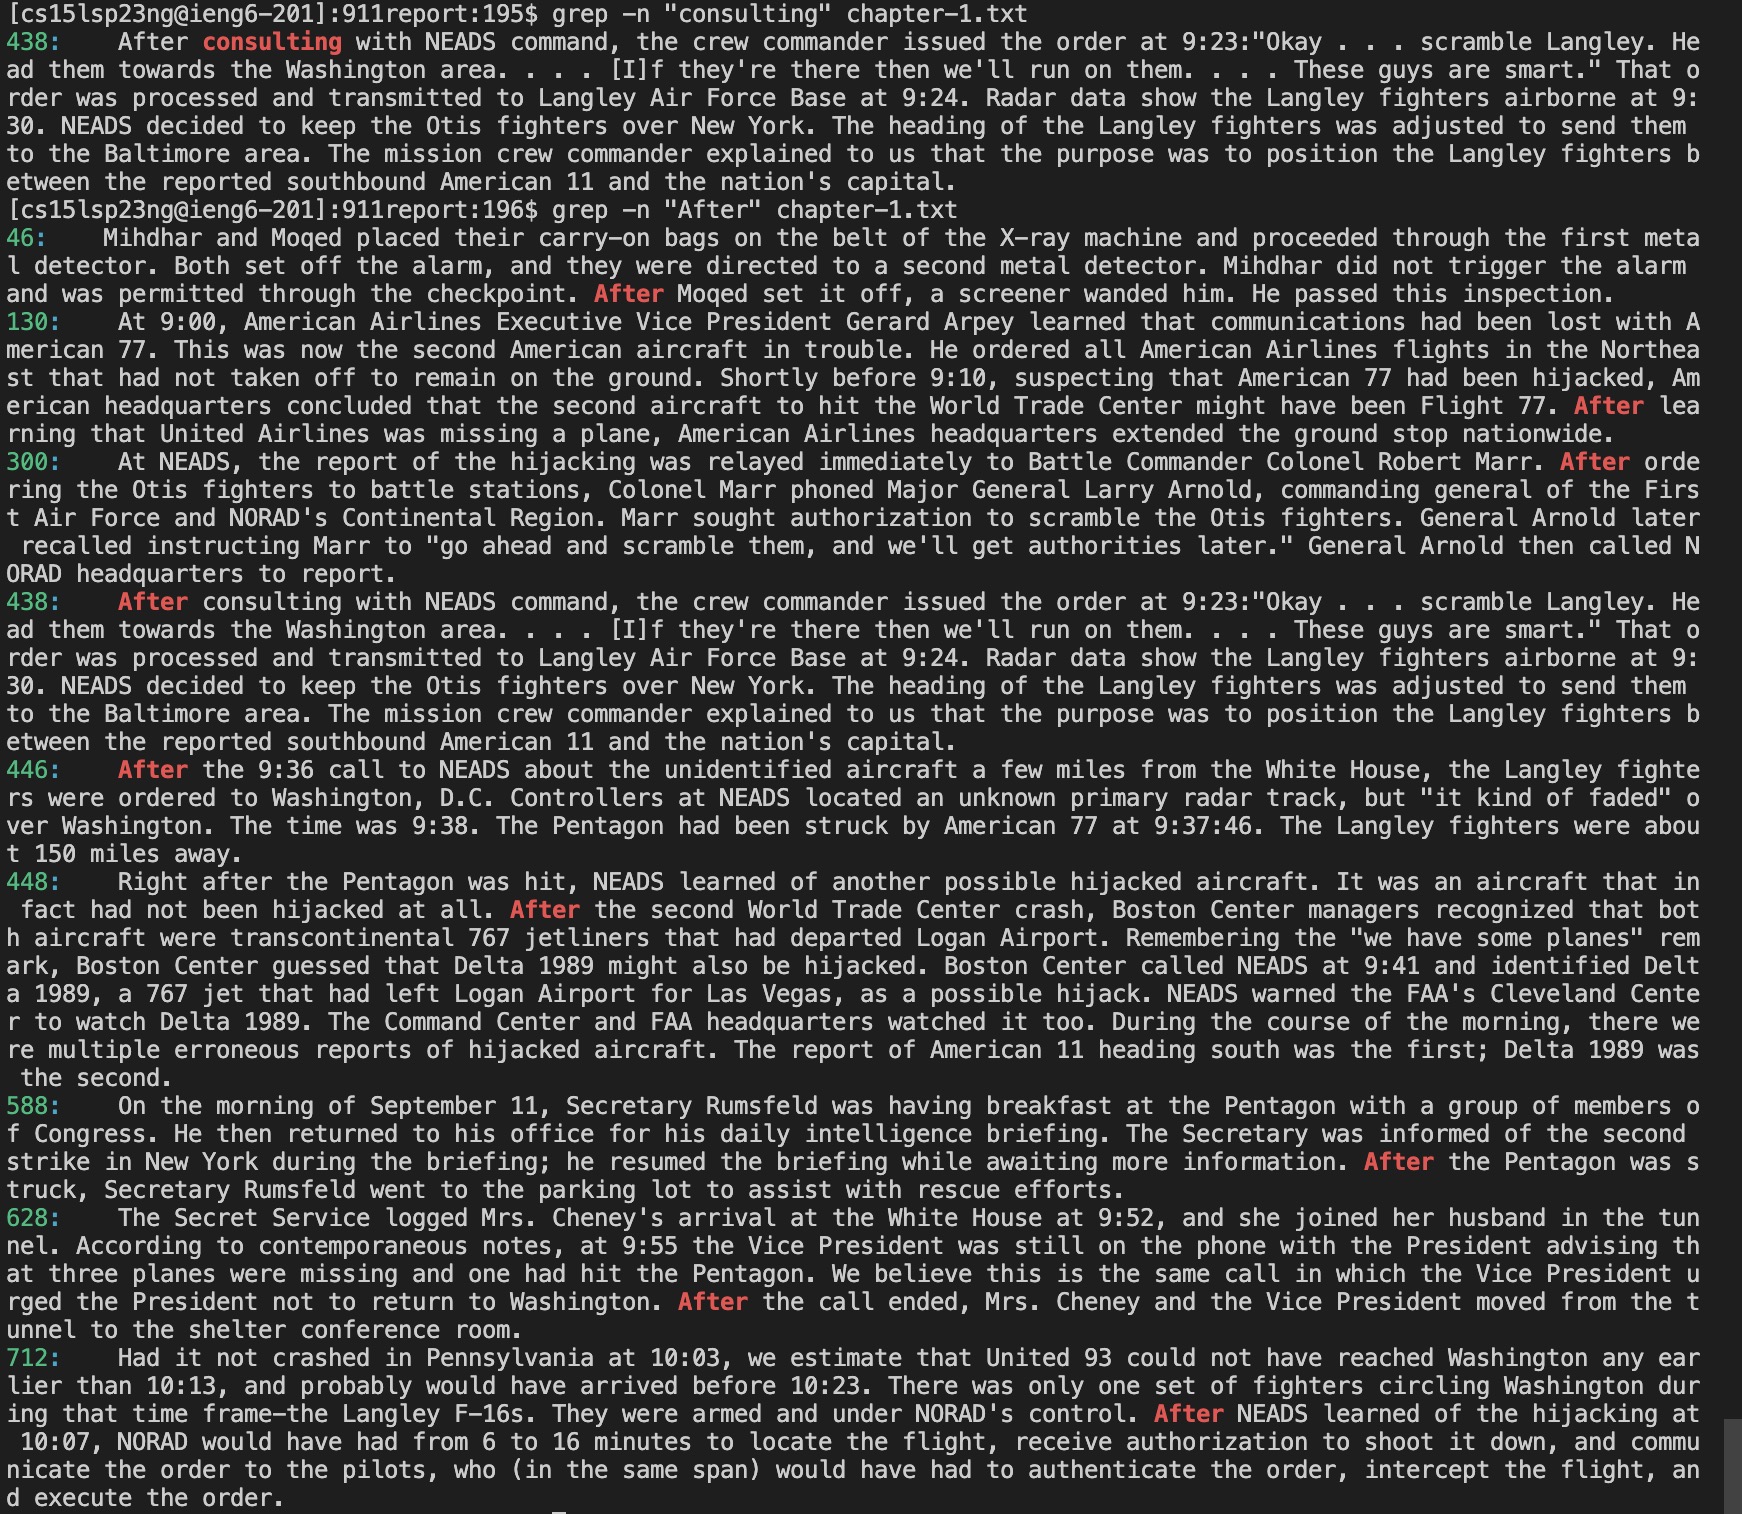 [cs15lsp23ng@ieng6-201]:911report:195$ grep -n "consulting" chapter-1.txt
438:    After consulting with NEADS command, the crew commander issued the order at 9:23:"Okay . . . scramble Langley. He
ad them towards the Washington area. . . . [I]f they're there then we'll run on them. . . . These guys are smart." That o
rder was processed and transmitted to Langley Air Force Base at 9:24. Radar data show the Langley fighters airborne at 9:
30. NEADS decided to keep the Otis fighters over New York. The heading of the Langley fighters was adjusted to send them
to the Baltimore area. The mission crew commander explained to us that the purpose was to position the Langley fighters b
etween the reported southbound American 11 and the nation's capital.
[cs15lsp23ng@ieng6-201]:911report:196$ grep -n "After" chapter-1.txt
46:    Mihdhar and Moqed placed their carry-on bags on the belt of the X-ray machine and proceeded through the first meta
l detector. Both set off the alarm, and they were directed to a second metal detector. Mihdhar did not trigger the alarm
and was permitted through the checkpoint. After Moqed set it off, a screener wanded him. He passed this inspection.
130:    At 9:00, American Airlines Executive Vice President Gerard Arpey learned that communications had been lost with A
merican 77. This was now the second American aircraft in trouble. He ordered all American Airlines flights in the Northea
st that had not taken off to remain on the ground. Shortly before 9:10, suspecting that American 77 had been hijacked, Am
erican headquarters concluded that the second aircraft to hit the World Trade Center might have been Flight 77. After lea
rning that United Airlines was missing a plane, American Airlines headquarters extended the ground stop nationwide.
300:    At NEADS, the report of the hijacking was relayed immediately to Battle Commander Colonel Robert Marr. After orde
ring the Otis fighters to battle stations, Colonel Marr phoned Major General Larry Arnold, commanding general of the Firs
t Air Force and NORAD's Continental Region. Marr sought authorization to scramble the Otis fighters. General Arnold later
 recalled instructing Marr to "go ahead and scramble them, and we'll get authorities later." General Arnold then called N
ORAD headquarters to report.
438:    After consulting with NEADS command, the crew commander issued the order at 9:23:"Okay . . . scramble Langley. He
ad them towards the Washington area. . . . [I]f they're there then we'll run on them. . . . These guys are smart." That o
rder was processed and transmitted to Langley Air Force Base at 9:24. Radar data show the Langley fighters airborne at 9:
30. NEADS decided to keep the Otis fighters over New York. The heading of the Langley fighters was adjusted to send them
to the Baltimore area. The mission crew commander explained to us that the purpose was to position the Langley fighters b
etween the reported southbound American 11 and the nation's capital.
446:    After the 9:36 call to NEADS about the unidentified aircraft a few miles from the White House, the Langley fighte
rs were ordered to Washington, D.C. Controllers at NEADS located an unknown primary radar track, but "it kind of faded" o
ver Washington. The time was 9:38. The Pentagon had been struck by American 77 at 9:37:46. The Langley fighters were abou
t 150 miles away.
448:    Right after the Pentagon was hit, NEADS learned of another possible hijacked aircraft. It was an aircraft that in
 fact had not been hijacked at all. After the second World Trade Center crash, Boston Center managers recognized that bot
h aircraft were transcontinental 767 jetliners that had departed Logan Airport. Remembering the "we have some planes" rem
ark, Boston Center guessed that Delta 1989 might also be hijacked. Boston Center called NEADS at 9:41 and identified Delt
a 1989, a 767 jet that had left Logan Airport for Las Vegas, as a possible hijack. NEADS warned the FAA's Cleveland Cente
r to watch Delta 1989. The Command Center and FAA headquarters watched it too. During the course of the morning, there we
re multiple erroneous reports of hijacked aircraft. The report of American 11 heading south was the first; Delta 1989 was
 the second.
588:    On the morning of September 11, Secretary Rumsfeld was having breakfast at the Pentagon with a group of members o
f Congress. He then returned to his office for his daily intelligence briefing. The Secretary was informed of the second
strike in New York during the briefing; he resumed the briefing while awaiting more information. After the Pentagon was s
truck, Secretary Rumsfeld went to the parking lot to assist with rescue efforts.
628:    The Secret Service logged Mrs. Cheney's arrival at the White House at 9:52, and she joined her husband in the tun
nel. According to contemporaneous notes, at 9:55 the Vice President was still on the phone with the President advising th
at three planes were missing and one had hit the Pentagon. We believe this is the same call in which the Vice President u
rged the President not to return to Washington. After the call ended, Mrs. Cheney and the Vice President moved from the t
unnel to the shelter conference room.
712:    Had it not crashed in Pennsylvania at 10:03, we estimate that United 93 could not have reached Washington any ear
lier than 10:13, and probably would have arrived before 10:23. There was only one set of fighters circling Washington dur
ing that time frame-the Langley F-16s. They were armed and under NORAD's control. After NEADS learned of the hijacking at
 10:07, NORAD would have had from 6 to 16 minutes to locate the flight, receive authorization to shoot it down, and commu
nicate the order to the pilots, who (in the same span) would have had to authenticate the order, intercept the flight, an
d execute the order.